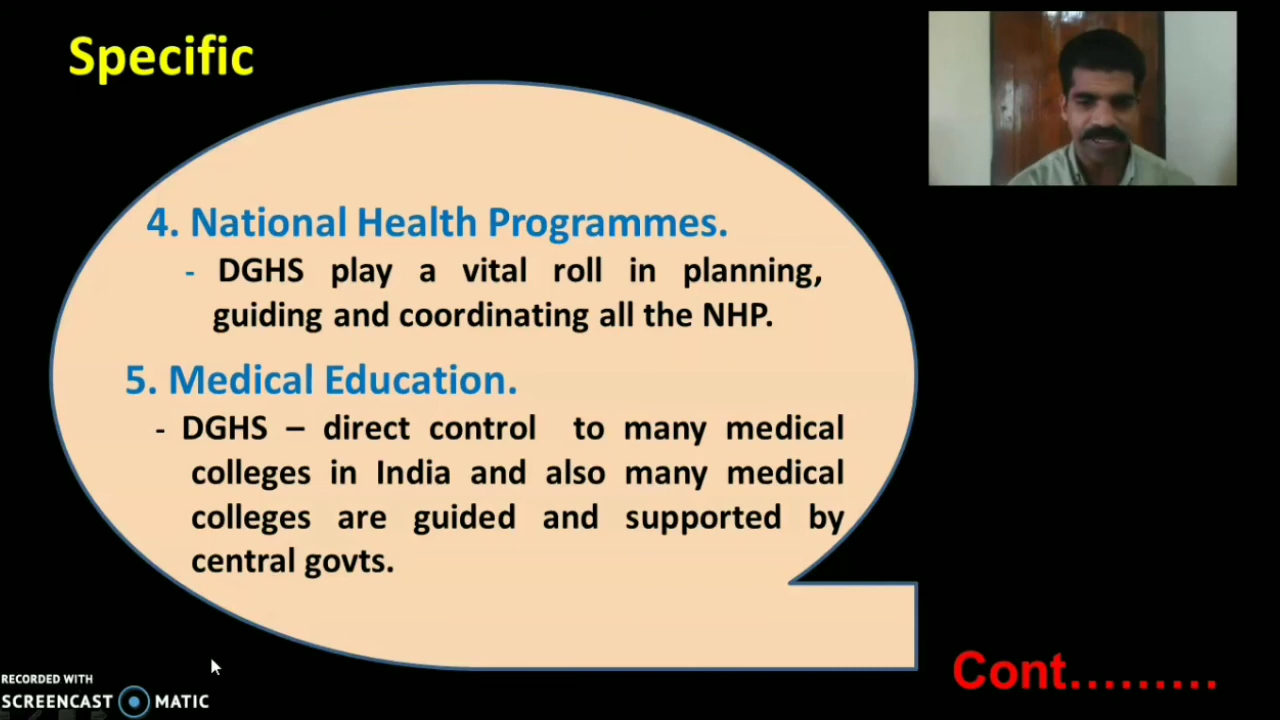 Specific
4. National Health Programmes.
- DGHS play a vital roll in planning,
guiding and coordinating all the NHP.
5. Medical Education.
- DGHS – direct control to many medical
colleges in India and also many medical
colleges are guided and supported by
central govts.
Cont.........
RECORDED WITH
SCREENCAST MATIC